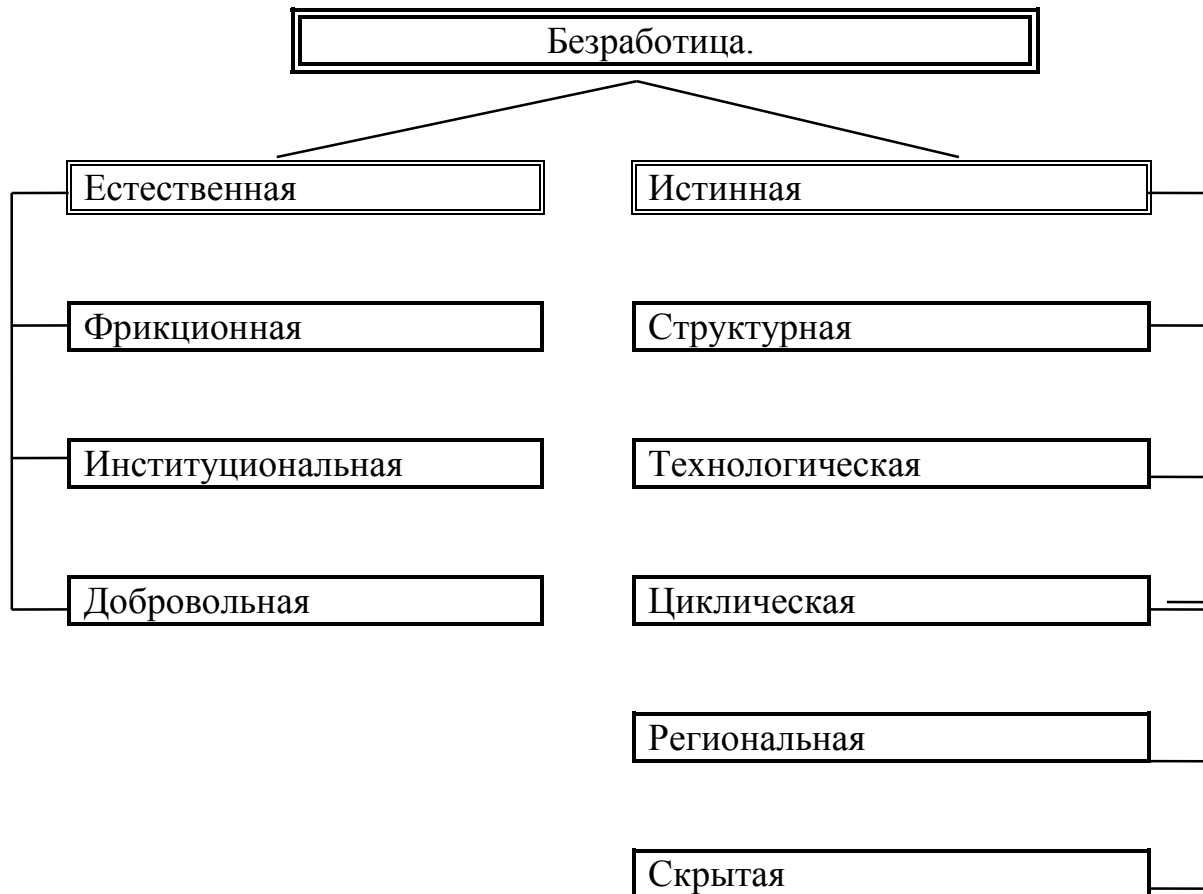 Безработица.
Естественная
Истинная
Фрикционная
Структурная
Институциональная
Технологическая
Добровольная
Циклическая
Региональная
Скрытая